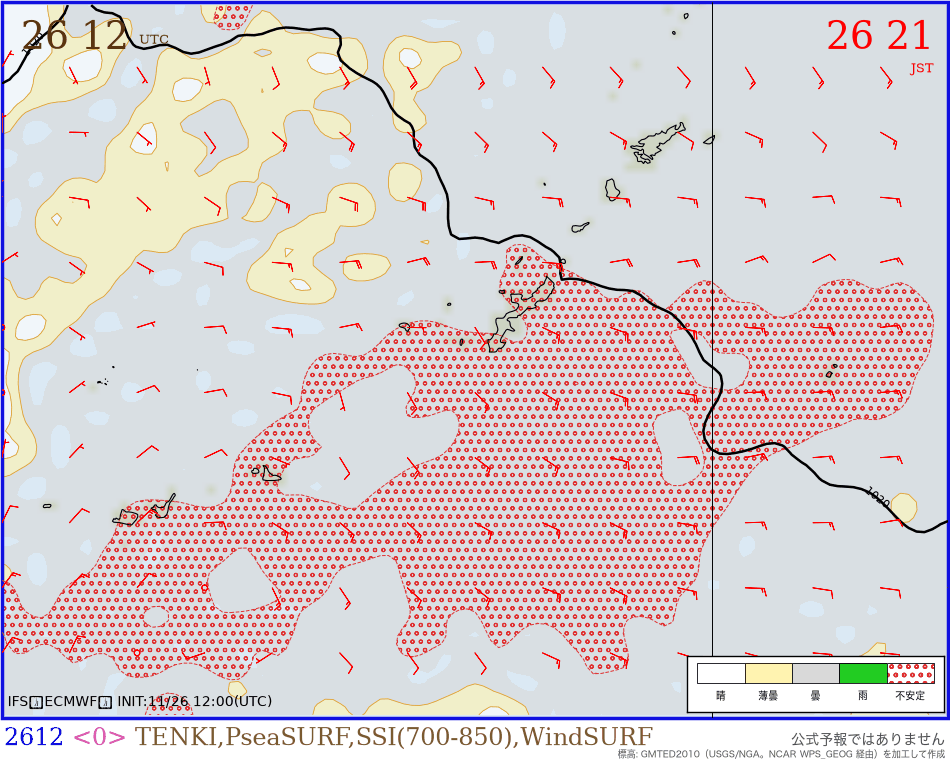 26 12 UTC
26 21
JST
1020
IFS ECMWF INIT:11/26 12:00(UTC)
晴 薄曇 曇 雨 不安定
2612 <0> TENKI,PseaSURF,SSI(700-850),WindSURF
公式予報ではありません
標高: GMTED2010（USGS/NGA。NCAR WPS_GEOG 経由）を加工して作成